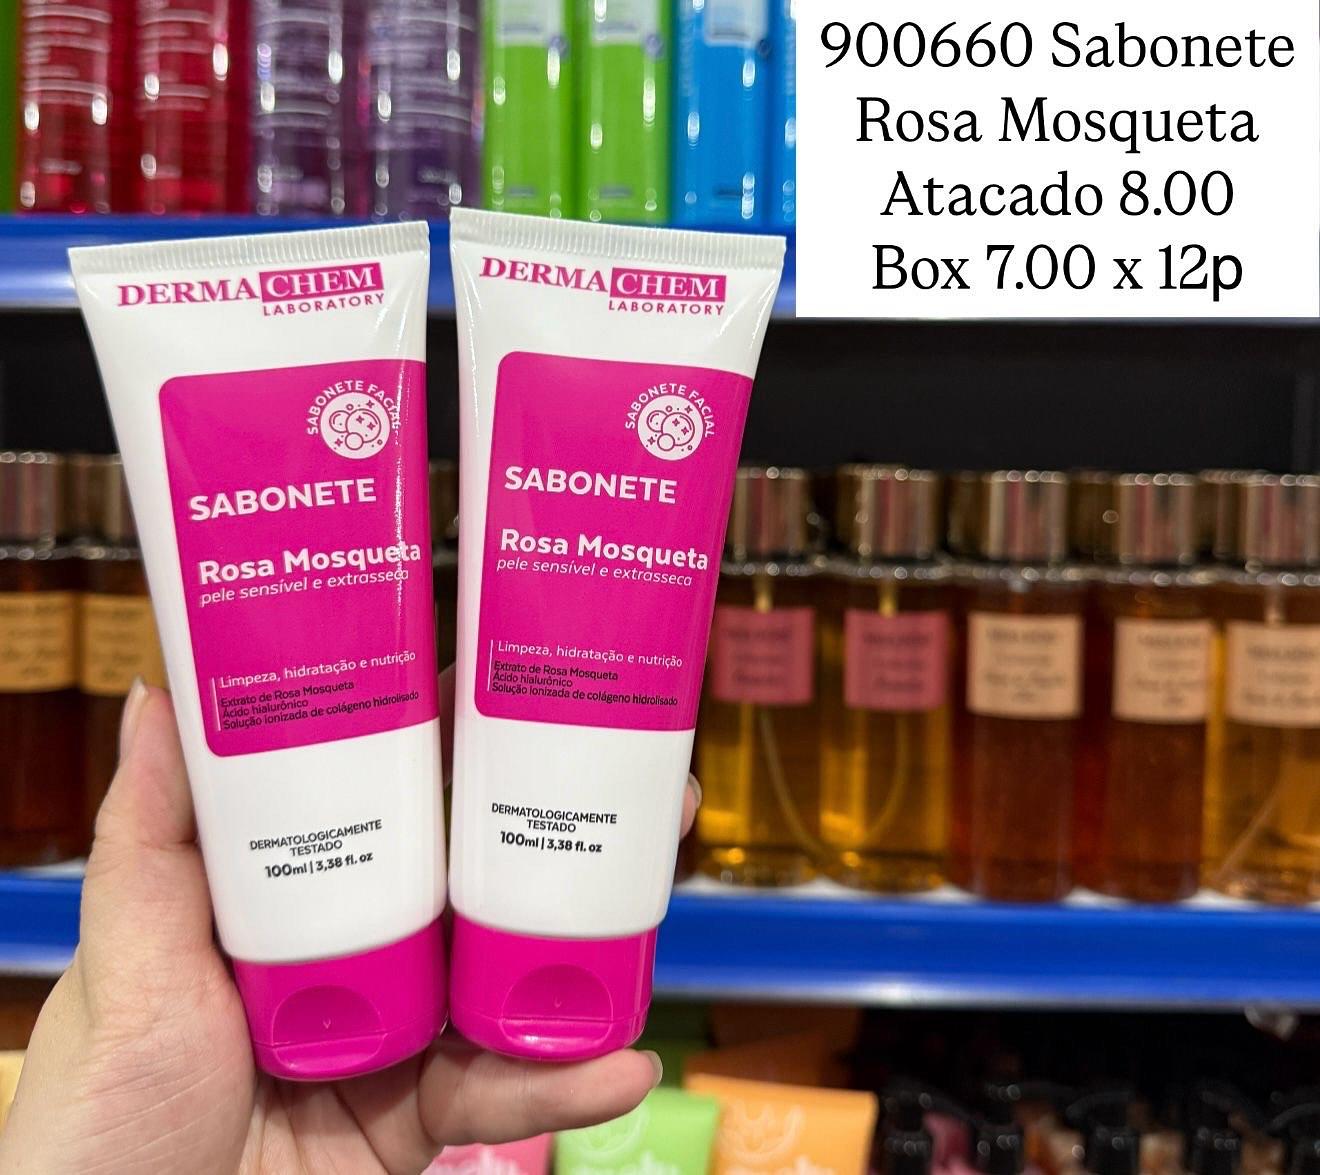 900660 Sabonete
Rosa Mosqueta
Atacado 8.00
Box 7.00 x 12p
DERMA CHEM
LABORATORY
SABONETE FACIAL
SABONETE
Rosa Mosqueta
pele sensível e extrasseca
Limpeza, hidratação e nutrição
Extrato de Rosa Mosqueta
Ácido hialurônico
Solução ionizada de colágeno hidrolisado
DERMATOLOGICAMENTE
TESTADO
100ml | 3,38 fl. oz
DERMA CHEM
LABORATORY
SABONETE FACIAL
SABONETE
Rosa Mosqueta
pele sensível e extrasseca
Limpeza, hidratação e nutrição
Extrato de Rosa Mosqueta
Ácido hialurônico
Solução ionizada de colágeno hidrolisado
DERMATOLOGICAMENTE
TESTADO
100ml | 3,38 fl. oz